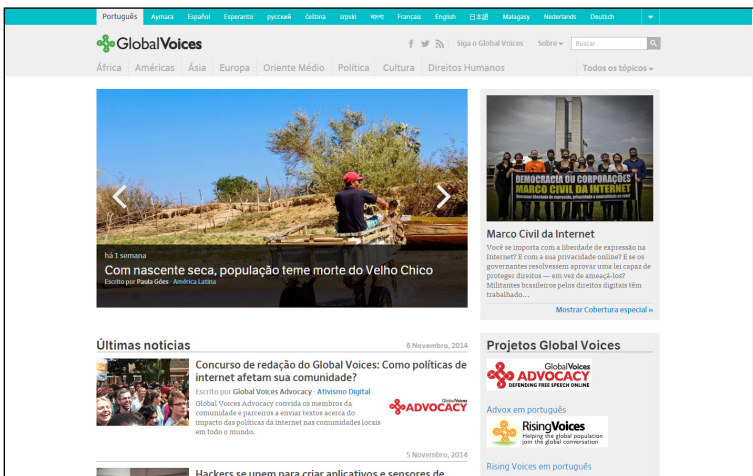 Português Aymara Español Esperanto русский čeština srpski বাংলা Français English 日本語 Malagasy Nederlands Deutsch
GlobalVoices
Siga o Global Voices Sobre Buscar
África Américas Ásia Europa Oriente Médio Política Cultura Direitos Humanos Todos os tópicos
há 1 semana
Com nascente seca, população teme morte do Velho Chico
Escrito por Paula Góes · América Latina
DEMOCRACIA OU CORPORAÇÕES
MARCO CIVIL DA INTERNET
Marco Civil da Internet
Você se importa com a liberdade de expressão na
Internet? E com a sua privacidade online? E se os
governantes resolvessem aprovar uma lei capaz de
proteger direitos — em vez de ameaçá-los?
Militantes brasileiros pelos direitos digitais têm
trabalhado...
Mostrar Cobertura especial »
Últimas notícias
6 Novembro, 2014
Concurso de redação do Global Voices: Como políticas de
internet afetam sua comunidade?
Escrito por Global Voices Advocacy · Ativismo Digital
Global Voices Advocacy convida os membros da
comunidade e parceiros a enviar textos acerca do
impacto das políticas da internet nas comunidades locais
em todo o mundo.
GlobalVoices
ADVOCACY
5 Novembro, 2014
Hackers se unem para criar aplicativos e sensores de
Projetos Global Voices
GlobalVoices
ADVOCACY
DEFENDING FREE SPEECH ONLINE
Advox em português
RisingVoices
Helping the global population
join the global conversation
Rising Voices em português